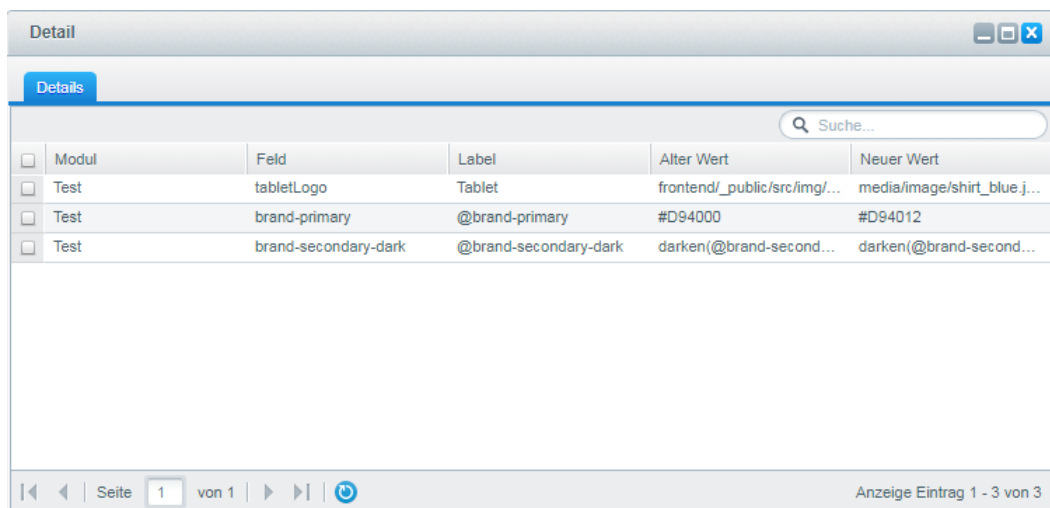 Detail
Details
Suche...
Modul Feld Label Alter Wert Neuer Wert
Test tabletLogo Tablet frontend/_public/src/img/... media/image/shirt_blue.j...
Test brand-primary @brand-primary #D94000 #D94012
Test brand-secondary-dark @brand-secondary-dark darken(@brand-second... darken(@brand-second...
Seite 1 von 1 Anzeige Eintrag 1 - 3 von 3